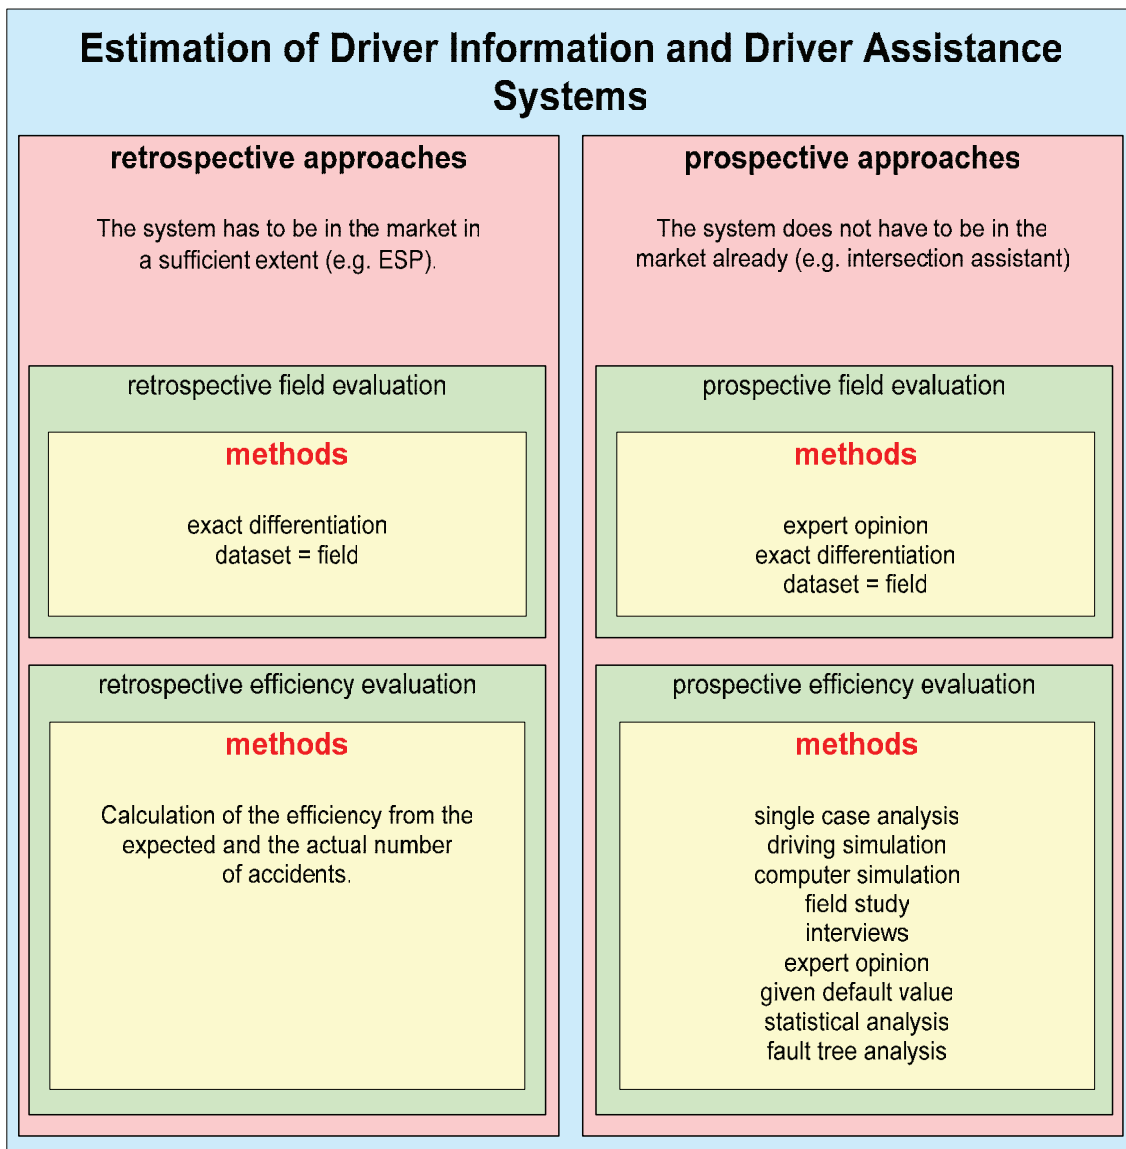 Estimation of Driver Information and Driver Assistance
Systems
retrospective approaches
The system has to be in the market in
a sufficient extent (e.g. ESP).
retrospective field evaluation
methods
exact differentiation
dataset = field
retrospective efficiency evaluation
methods
Calculation of the efficiency from the
expected and the actual number
of accidents.
prospective approaches
The system does not have to be in the
market already (e.g. intersection assistant)
prospective field evaluation
methods
expert opinion
exact differentiation
dataset = field
prospective efficiency evaluation
methods
single case analysis
driving simulation
computer simulation
field study
interviews
expert opinion
given default value
statistical analysis
fault tree analysis